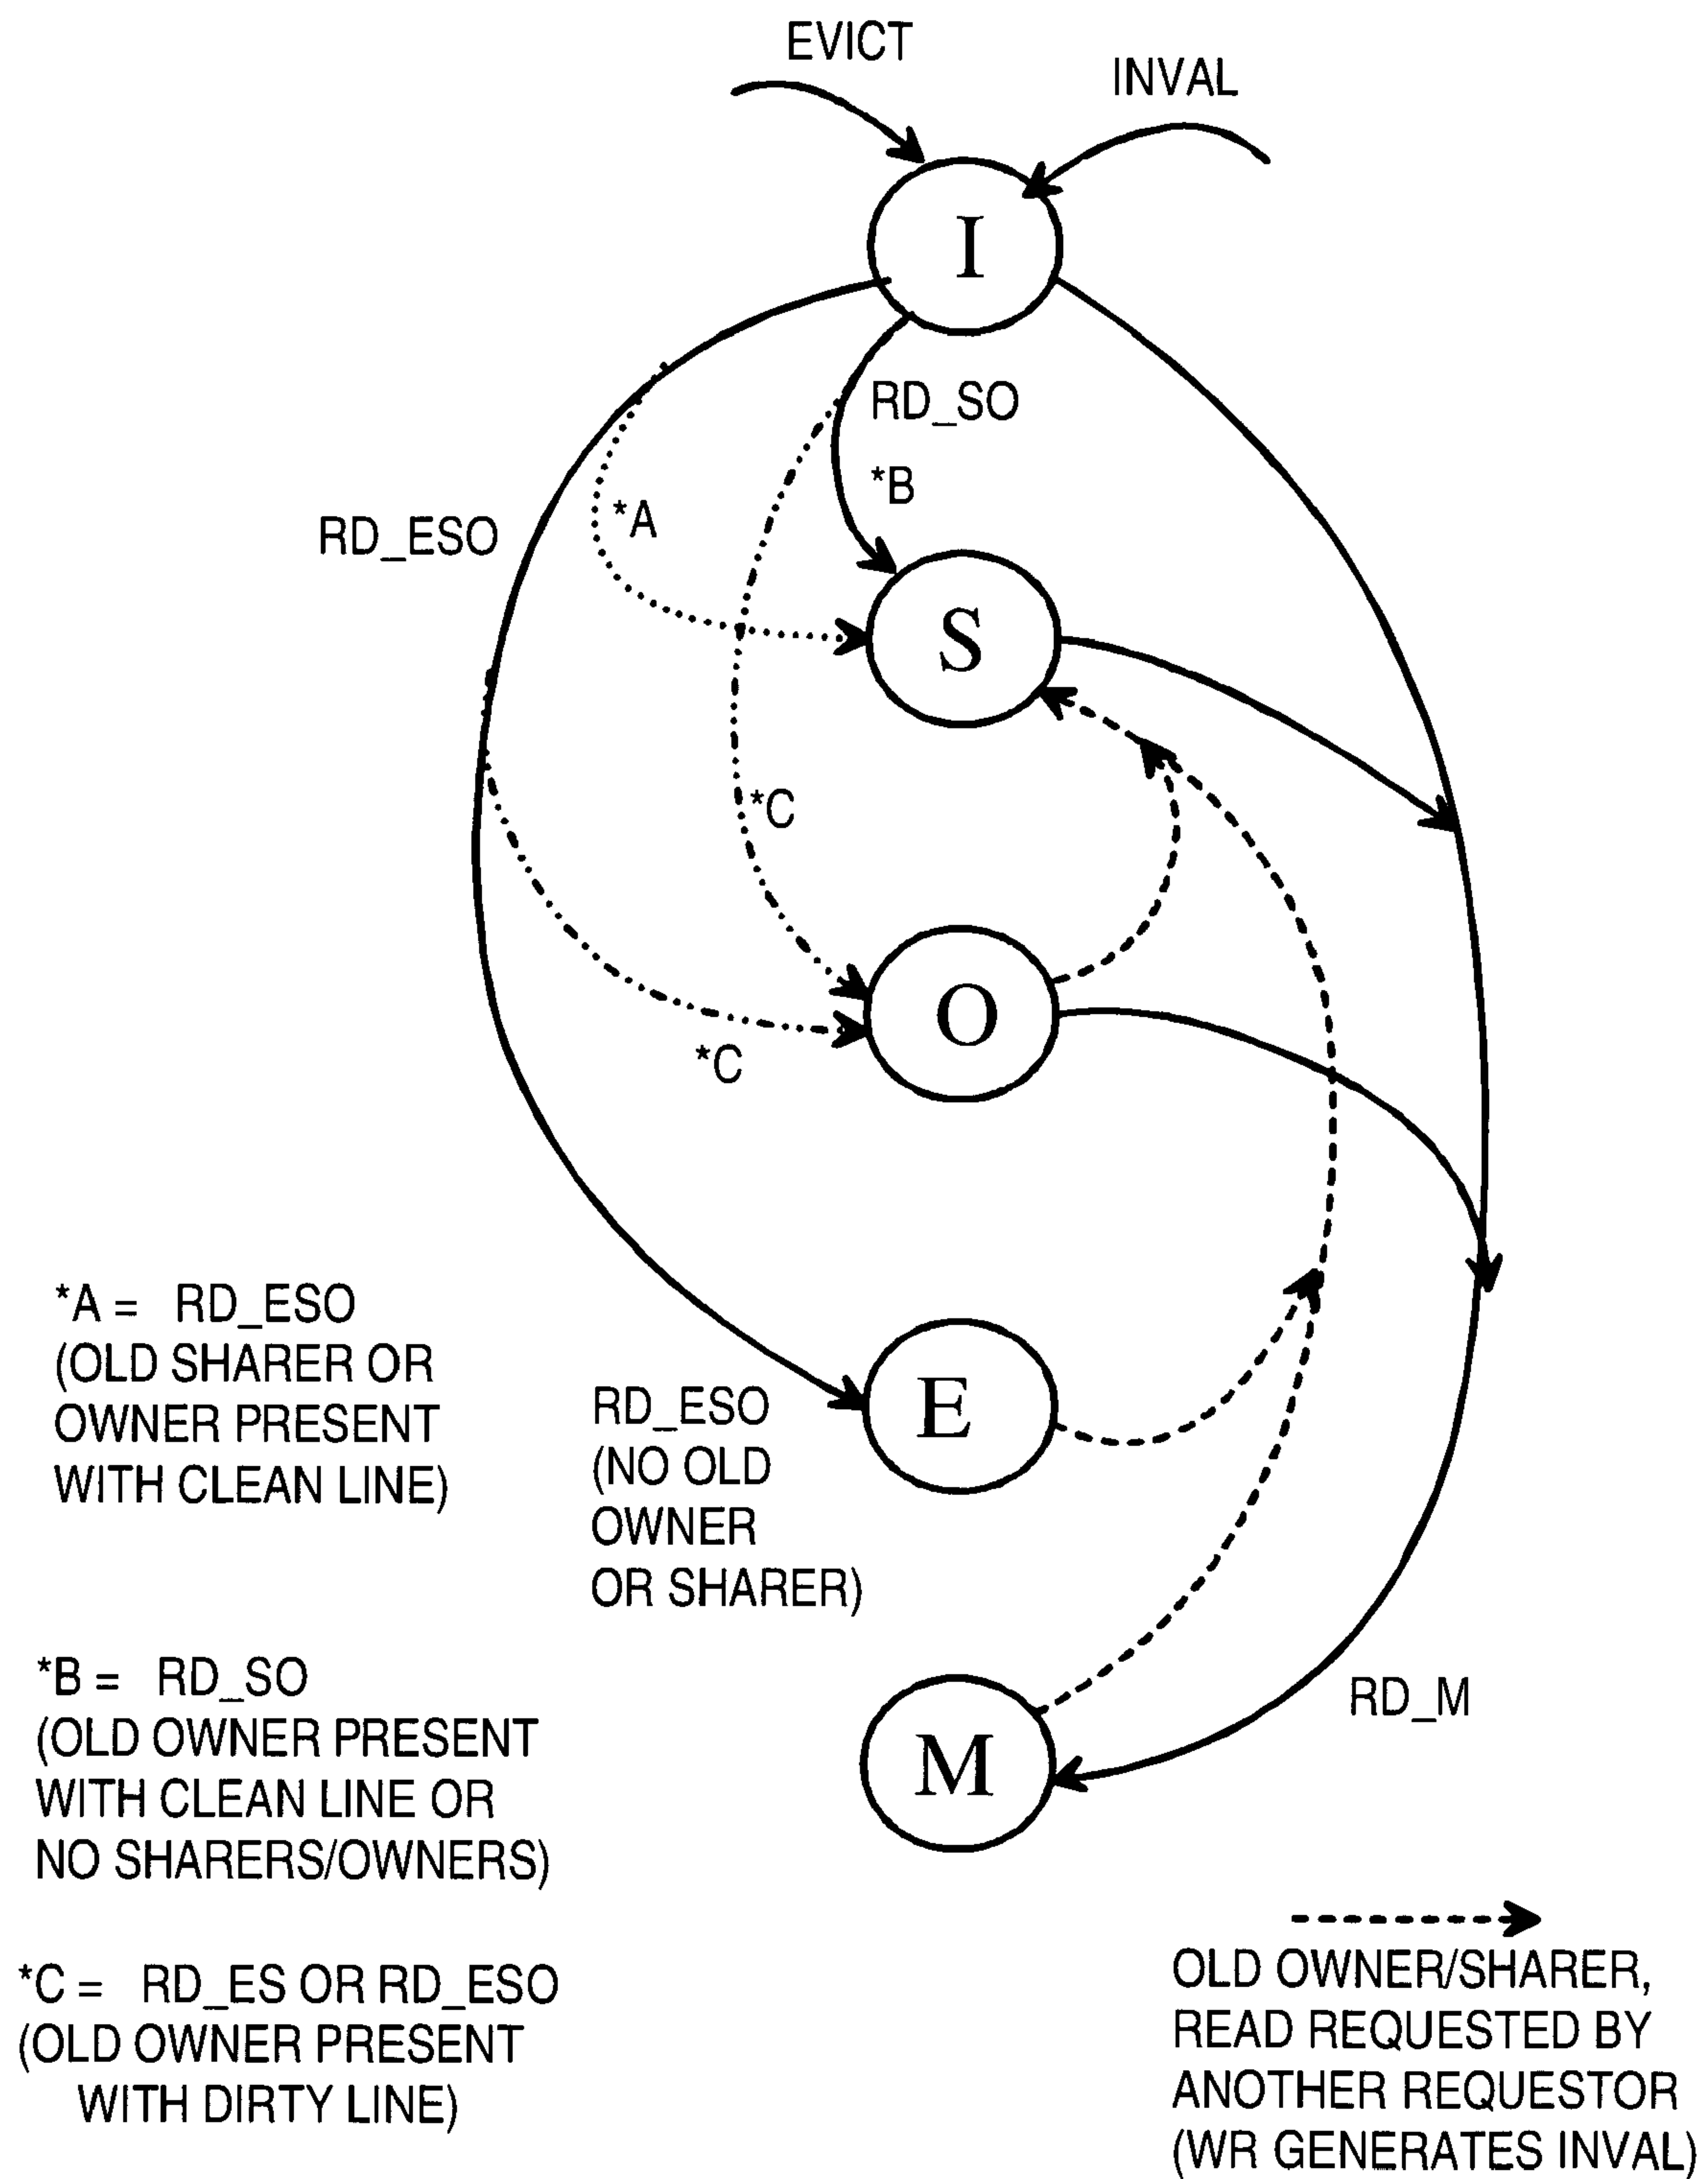 EVICT
INVAL
I
RD_SO
*B
*A
RD_ESO
S
*C
O
*C
*A = RD_ESO
(OLD SHARER OR
OWNER PRESENT
WITH CLEAN LINE)
E
RD_ESO
(NO OLD
OWNER
OR SHARER)
*B = RD_SO
(OLD OWNER PRESENT
WITH CLEAN LINE OR
NO SHARERS/OWNERS)
M
RD_M
*C = RD_ES OR RD_ESO
(OLD OWNER PRESENT
WITH DIRTY LINE)
OLD OWNER/SHARER,
READ REQUESTED BY
ANOTHER REQUESTOR
(WR GENERATES INVAL)